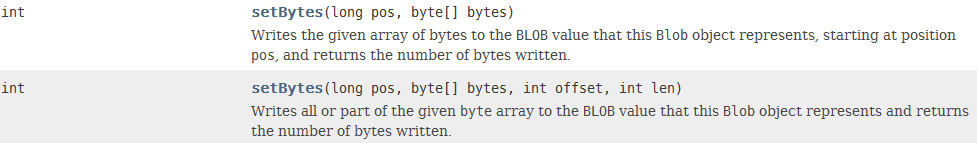 int setBytes(long pos, byte[] bytes)
Writes the given array of bytes to the BLOB value that this Blob object represents, starting at position
pos, and returns the number of bytes written.
int setBytes(long pos, byte[] bytes, int offset, int len)
Writes all or part of the given byte array to the BLOB value that this Blob object represents and returns
the number of bytes written.